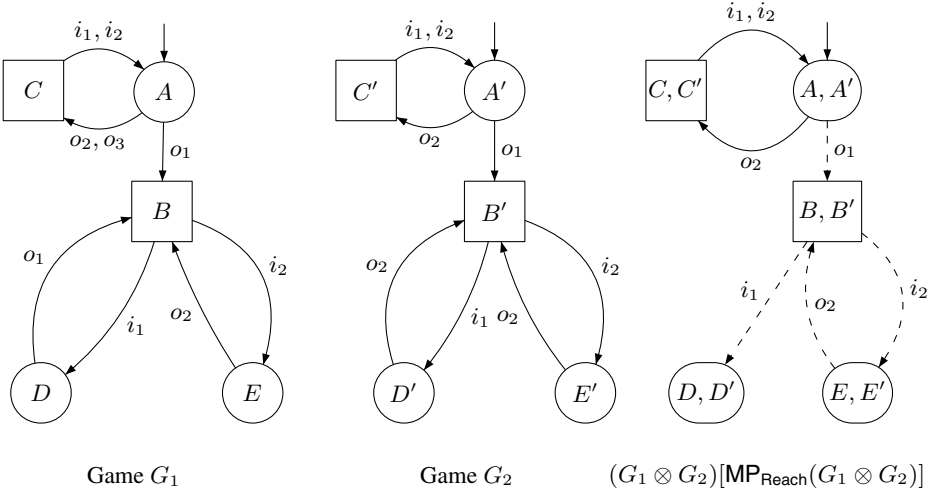 i₁, i₂
C
A
o₂, o₃
o₁
B
o₁
i₁
o₂
i₂
D
E
Game G₁
i₁, i₂
C′
A′
o₂
o₁
B′
o₂
i₁
o₂
i₂
D′
E′
Game G₂
i₁, i₂
C, C′
A, A′
o₂
o₁
B, B′
i₁
o₂
i₂
D, D′
E, E′
(G₁ ⊗ G₂)[MP_Reach(G₁ ⊗ G₂)]